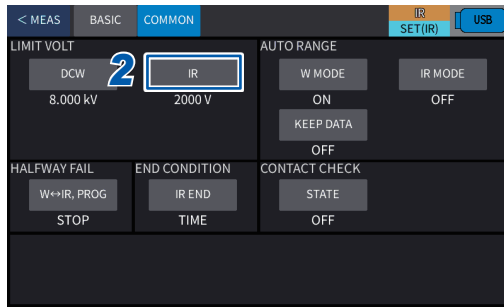 < MEAS BASIC COMMON IR SET(IR) USB
LIMIT VOLT
DCW 2 IR
8.000 kV 2000 V
AUTO RANGE
W MODE IR MODE
ON OFF
KEEP DATA
OFF
HALFWAY FAIL
W↔IR, PROG
STOP
END CONDITION
IR END
TIME
CONTACT CHECK
STATE
OFF